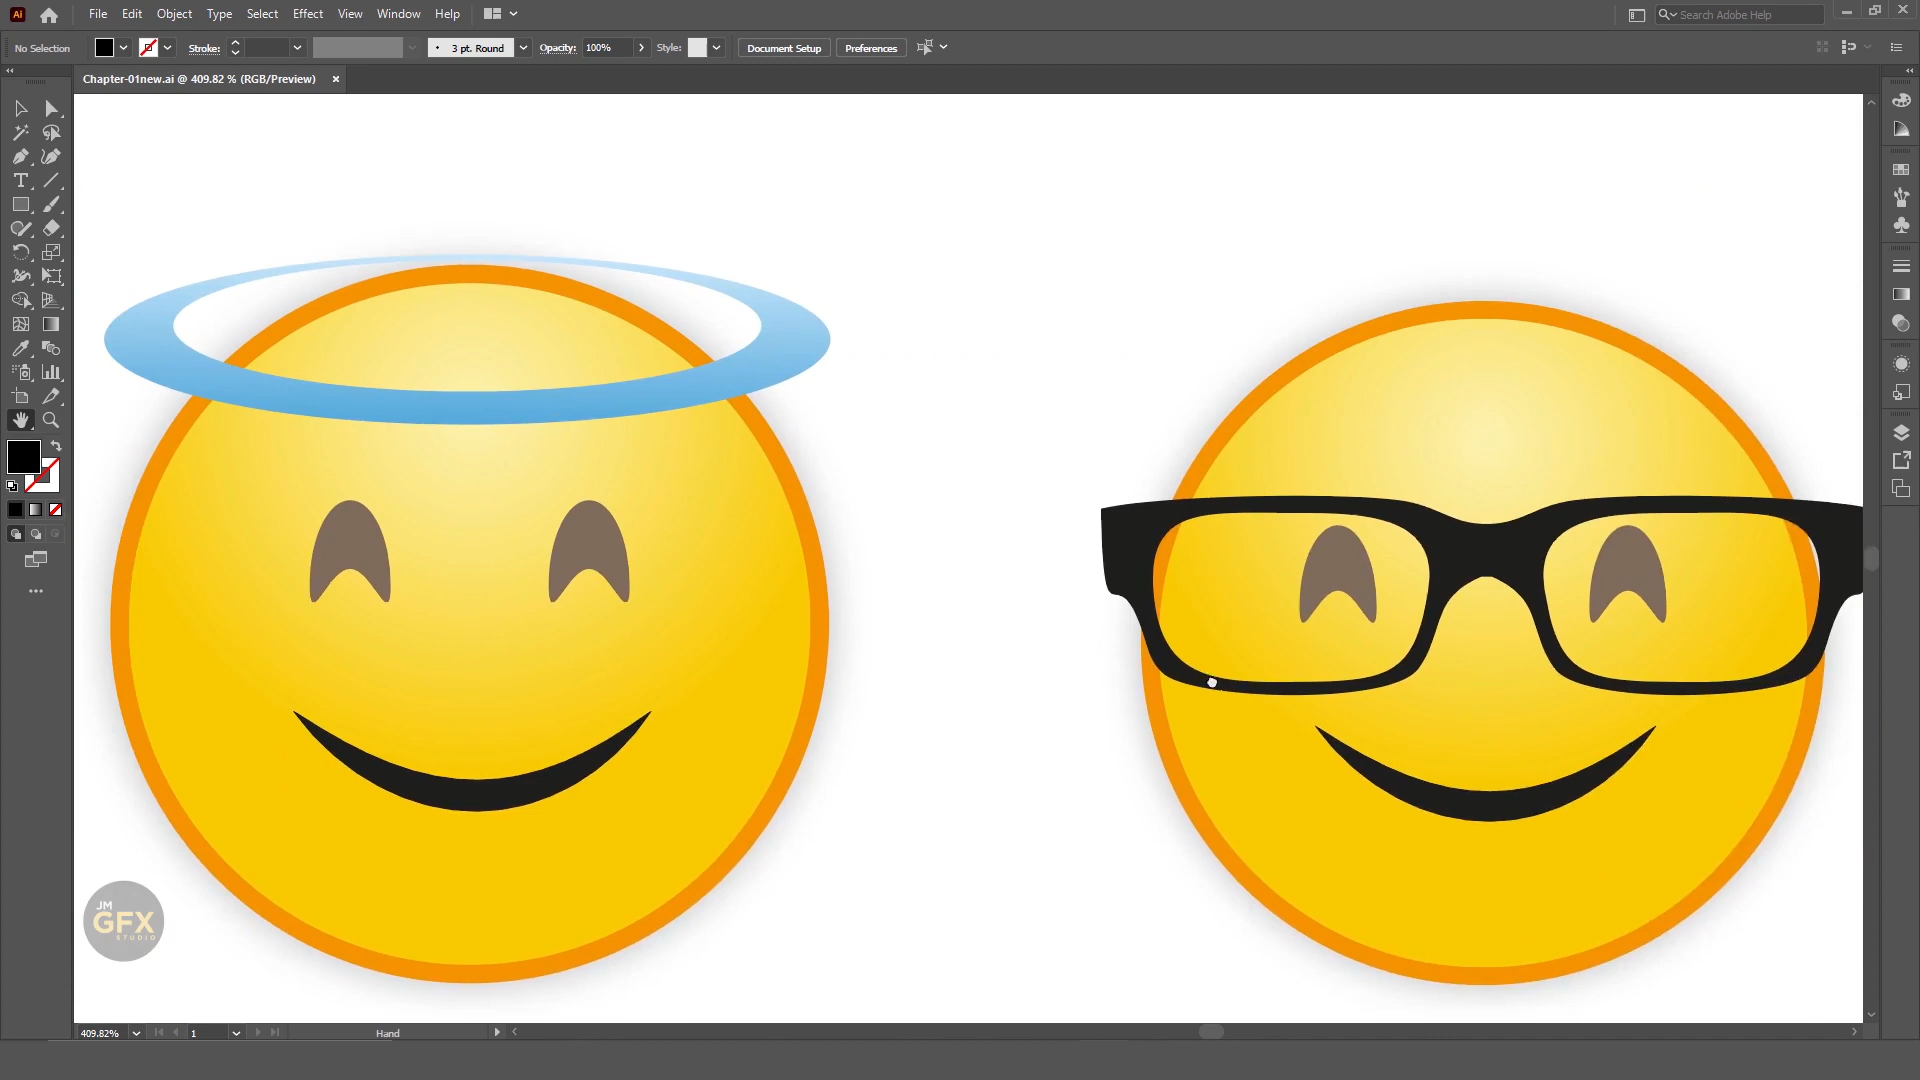 Ai File Edit Object Type Select Effect View Window Help Search Adobe Help
No Selection Stroke: 3 pt. Round Opacity: 100% Style: Document Setup Preferences
Chapter-01new.ai @ 409.82 % (RGB/Preview) ×
JM
GFX
STUDIO
409.82% 1 Hand